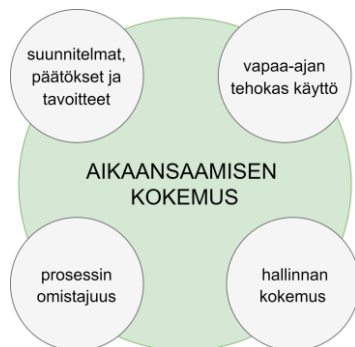 suunnitelmat,
päätökset ja
tavoitteet
vapaa-ajan
tehokas käyttö
AIKAANSAAMISEN
KOKEMUS
prosessin
omistajuus
hallinnan
kokemus